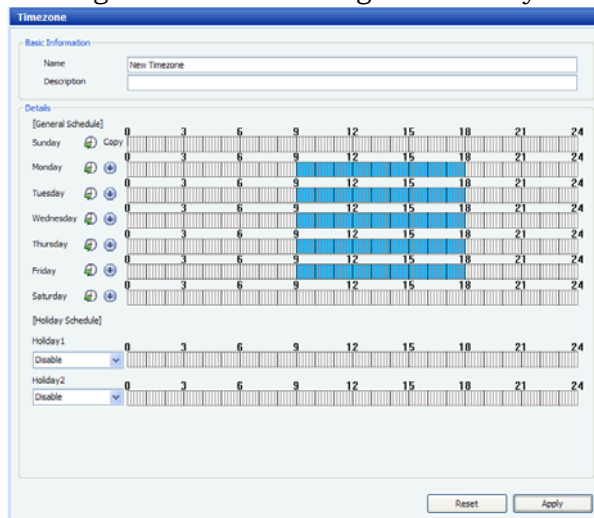 Timezone
Basic Information
Name New Timezone
Description
Details
[General Schedule]
0 3 6 9 12 15 18 21 24
Sunday Copy
0 3 6 9 12 15 18 21 24
Monday
0 3 6 9 12 15 18 21 24
Tuesday
0 3 6 9 12 15 18 21 24
Wednesday
0 3 6 9 12 15 18 21 24
Thursday
0 3 6 9 12 15 18 21 24
Friday
0 3 6 9 12 15 18 21 24
Saturday
[Holiday Schedule]
Holiday1
0 3 6 9 12 15 18 21 24
Disable
Holiday2
0 3 6 9 12 15 18 21 24
Disable
Reset Apply